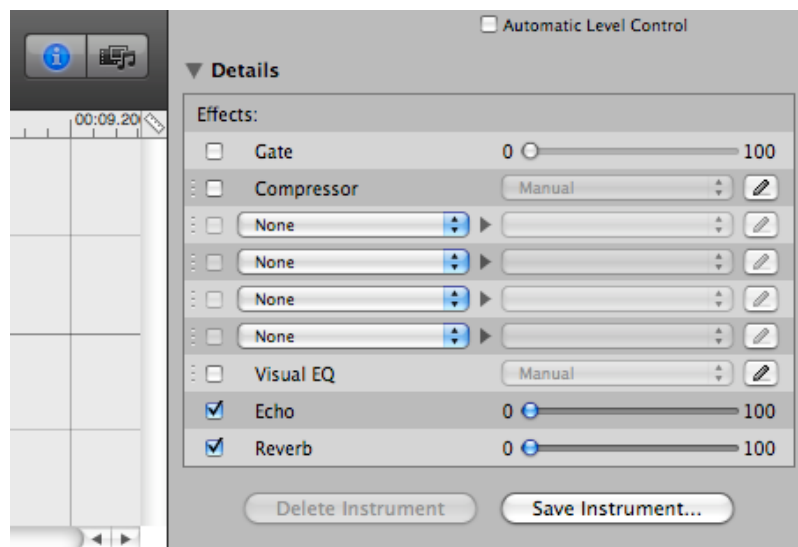 Automatic Level Control
Details
00:09.20
Effects:
Gate 0 100
Compressor Manual
None
None
None
None
Visual EQ Manual
Echo 0 100
Reverb 0 100
Delete Instrument Save Instrument...